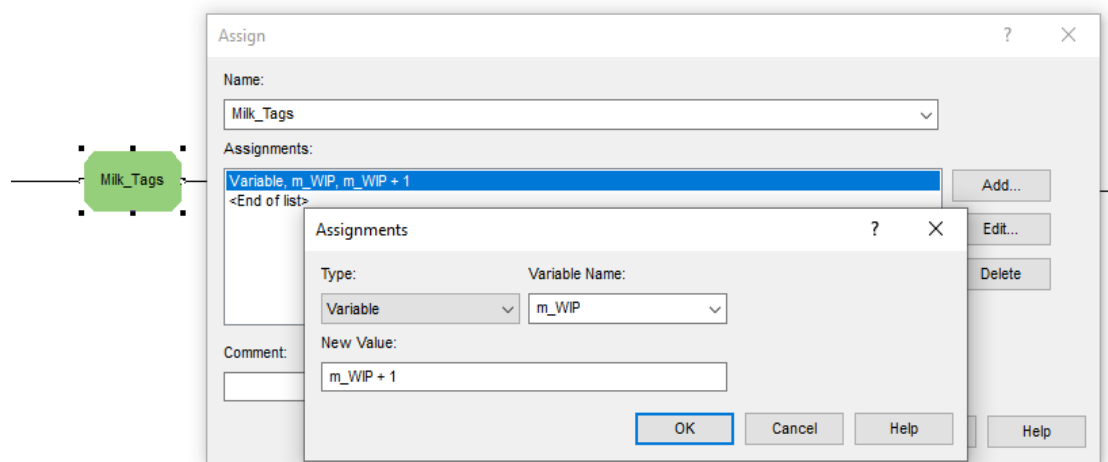 Assign
?
Name:
Milk_Tags
Assignments:
Milk_Tags
Variable, m_WIP, m_WIP + 1
<End of list>
Add...
Edit...
Delete
Assignments
?
Type:
Variable Name:
Variable
m_WIP
New Value:
m_WIP + 1
Comment:
OK
Cancel
Help
Help